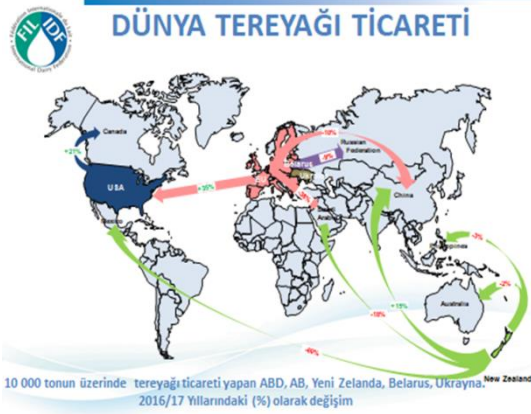 FIL IDF
DÜNYA TEREYAĞI TİCARETİ
Canada
+21%
USA
Mexico
+35%
-10%
Belarus
-9%
Russian
Federation
China
Arabia
-18%
+18%
-3%
-2%
Australia
New Zealand
10 000 tonun üzerinde tereyağı ticareti yapan ABD, AB, Yeni Zelanda, Belarus, Ukrayna.
2016/17 Yıllarındaki (%) olarak değişim